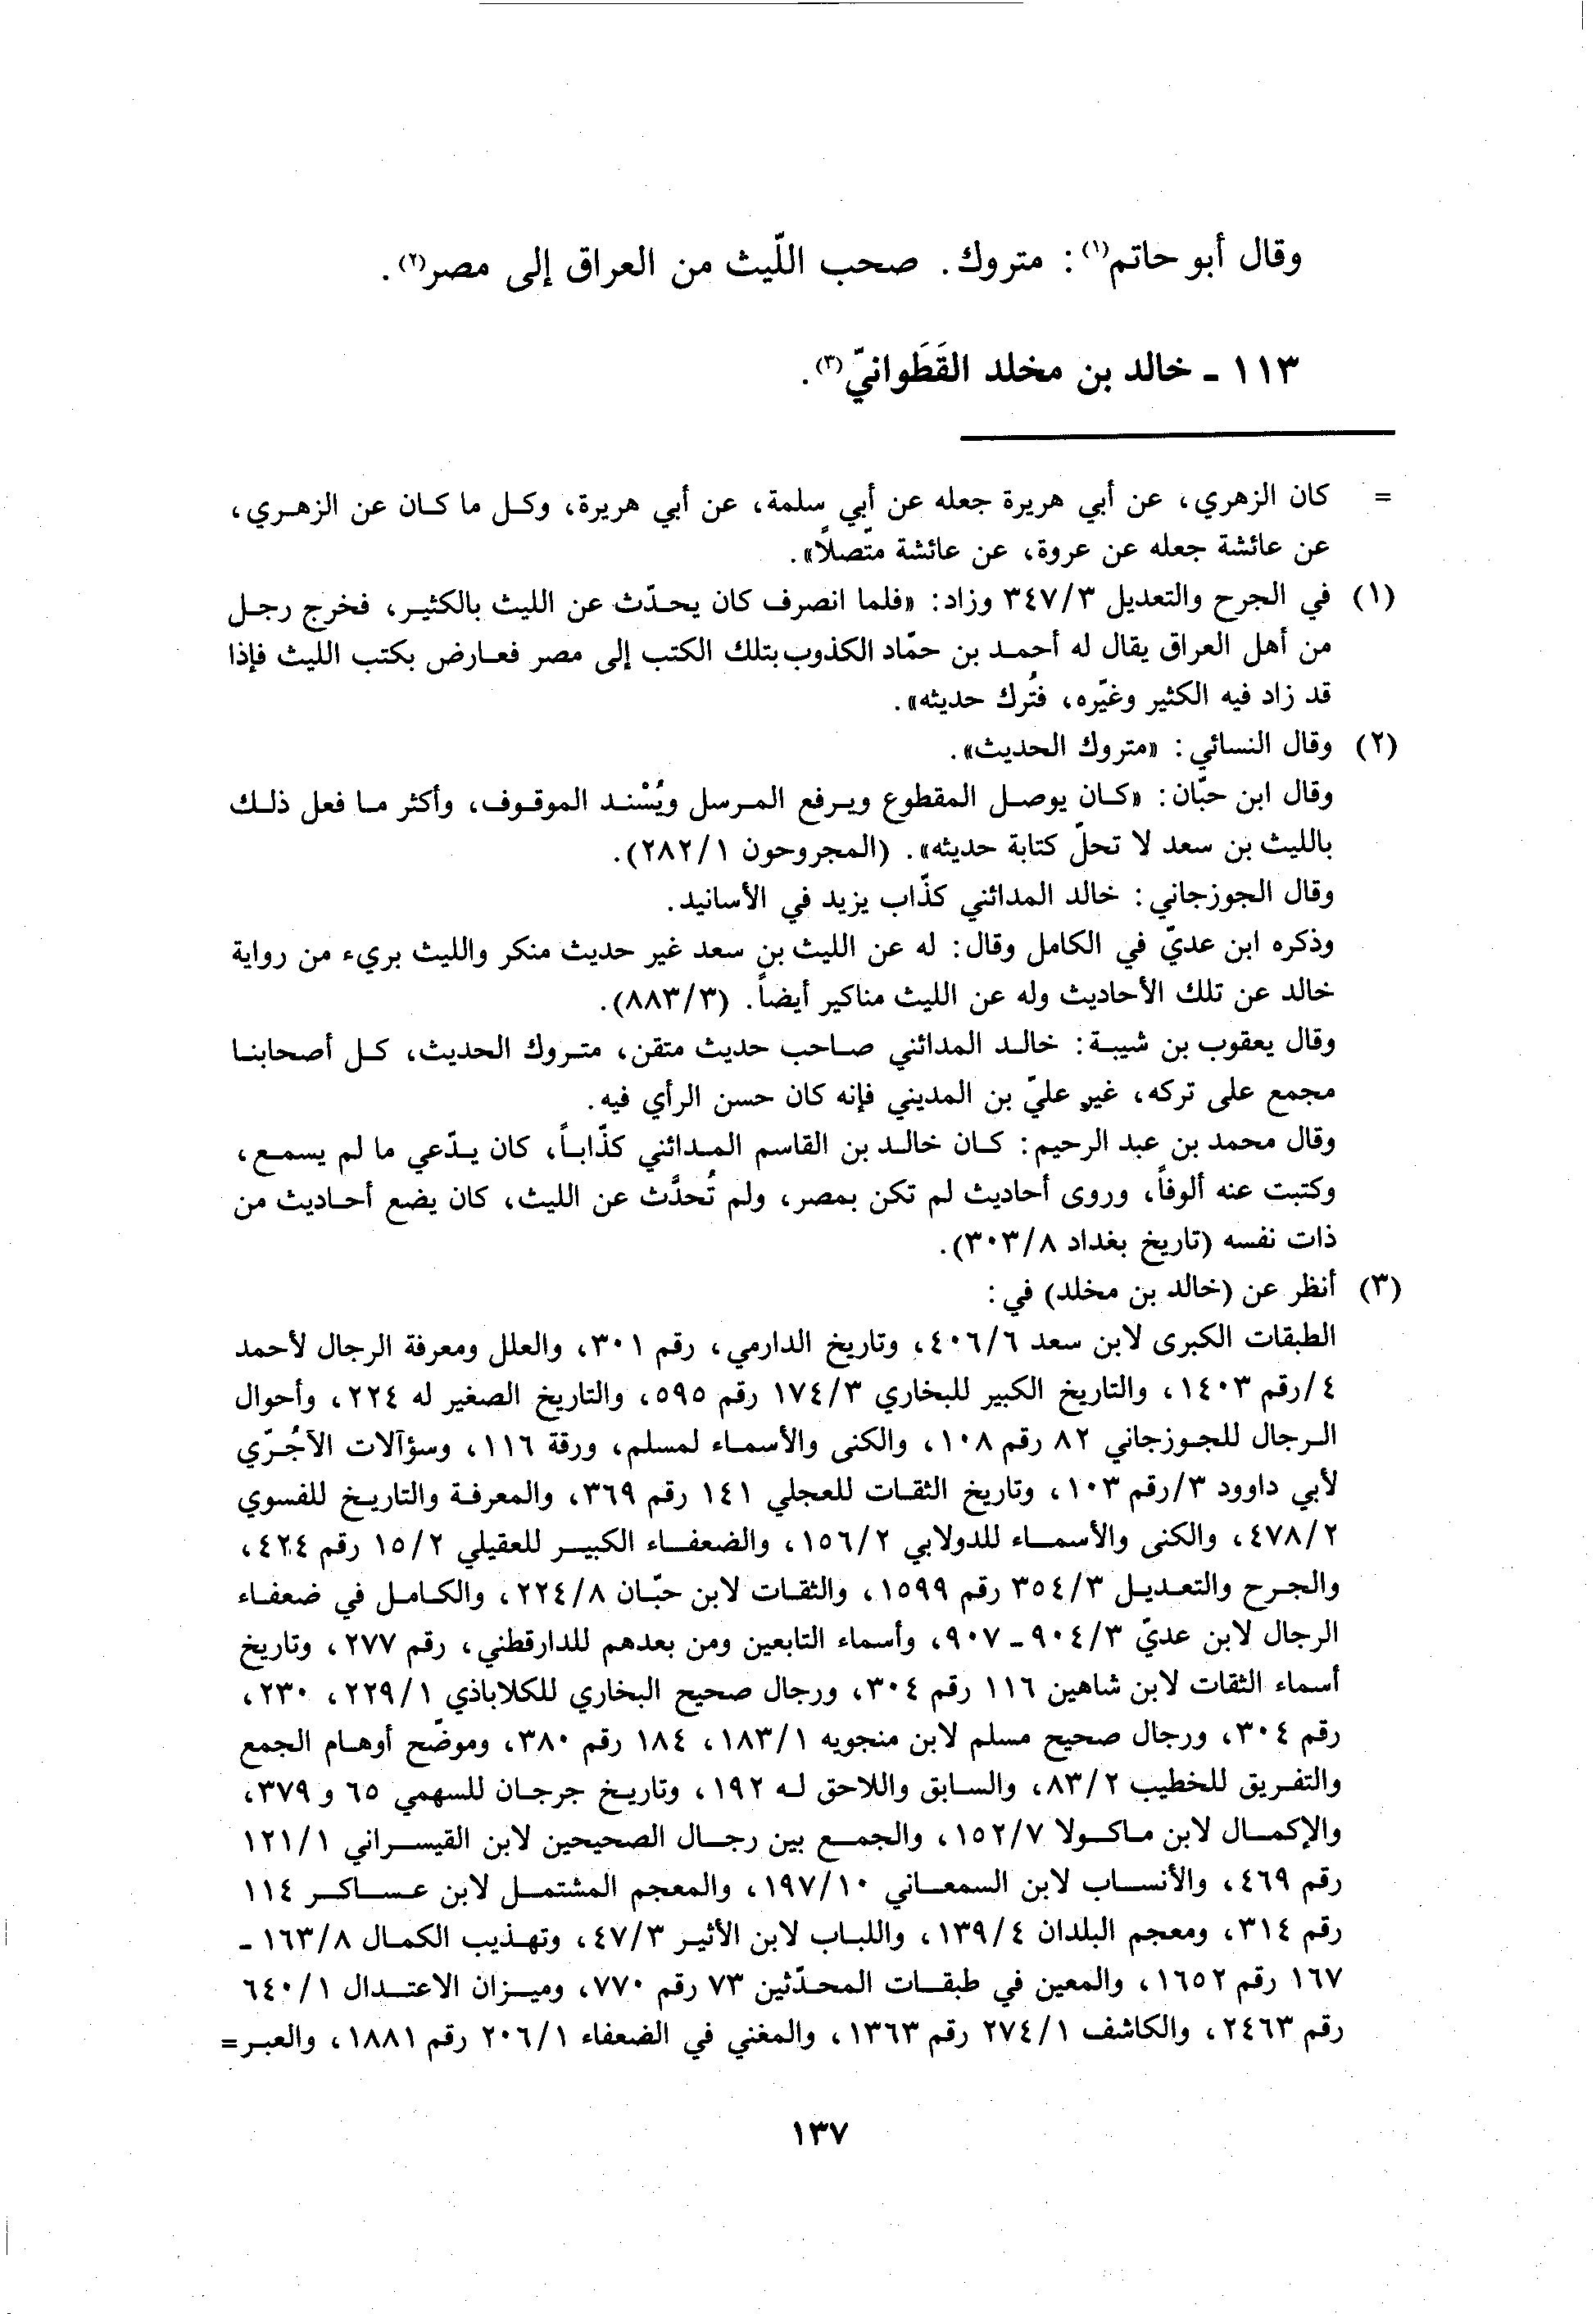 وقال أبو حاتم(١): متروك. صحب اللّيث من العراق إلى مصر(٢).
١١٣ ـ خالد بن مخلد القَطَوانيّ(٣).
= كان الزهري، عن أبي هريرة جعله عن أبي سلمة، عن أبي هريرة، وكل ما كان عن الزهري،
عن عائشة جعله عن عروة، عن عائشة متّصلاً».
(١) في الجرح والتعديل ٣٤٧/٣ وزاد: «فلما انصرف كان يحدّث عن الليث بالكثير، فخرج رجل
من أهل العراق يقال له أحمد بن حمّاد الكذوب بتلك الكتب إلى مصر فعارض بكتب الليث فإذا
قد زاد فيه الكثير وغيّره، فتُرك حديثه».
(٢) وقال النسائي: «متروك الحديث».
وقال ابن حبّان: «كان يوصل المقطوع ويرفع المرسل ويُسْند الموقوف، وأكثر ما فعل ذلك
بالليث بن سعد لا تحلّ كتابة حديثه». (المجروحون ٢٨٢/١).
وقال الجوزجاني: خالد المدائني كذّاب يزيد في الأسانيد.
وذكره ابن عديّ في الكامل وقال: له عن الليث بن سعد غير حديث منكر والليث بريء من رواية
خالد عن تلك الأحاديث وله عن الليث مناكير أيضاً. (٨٨٣/٣).
وقال يعقوب بن شيبة: خالد المدائني صاحب حديث متقن، متروك الحديث، كل أصحابنا
مجمع على تركه، غير عليّ بن المديني فإنه كان حسن الرأي فيه.
وقال محمد بن عبد الرحيم: كان خالد بن القاسم المدائني كذّاباً، كان يدّعي ما لم يسمع،
وكتبت عنه ألوفاً، وروى أحاديث لم تكن بمصر، ولم تُحدَّث عن الليث، كان يضع أحاديث من
ذات نفسه (تاريخ بغداد ٣٠٣/٨).
(٣) أنظر عن (خالد بن مخلد) في:
الطبقات الكبرى لابن سعد ٤٠٦/٦، وتاريخ الدارمي، رقم ٣٠١، والعلل ومعرفة الرجال لأحمد
٤/رقم ١٤٠٣، والتاريخ الكبير للبخاري ١٧٤/٣ رقم ٥٩٥، والتاريخ الصغير له ٢٢٤، وأحوال
الرجال للجوزجاني ٨٢ رقم ١٠٨، والكنى والأسماء لمسلم، ورقة ١١٦، وسؤآلات الآجُرّي
لأبي داوود ٣/رقم ١٠٣، وتاريخ الثقات للعجلي ١٤١ رقم ٣٦٩، والمعرفة والتاريخ للفسوي
٤٧٨/٢، والكنى والأسماء للدولابي ١٥٦/٢، والضعفاء الكبير للعقيلي ١٥/٢ رقم ٤٢٤،
والجرح والتعديل ٣٥٤/٣ رقم ١٥٩٩، والثقات لابن حبّان ٢٢٤/٨، والكامل في ضعفاء
الرجال لابن عديّ ٩٠٤/٣ ـ ٩٠٧، وأسماء التابعين ومن بعدهم للدارقطني، رقم ٢٧٧، وتاريخ
أسماء الثقات لابن شاهين ١١٦ رقم ٣٠٤، ورجال صحيح البخاري للكلاباذي ٢٢٩/١، ٢٣٠،
رقم ٣٠٤، ورجال صحيح مسلم لابن منجويه ١٨٣/١، ١٨٤ رقم ٣٨٠، وموضّح أوهام الجمع
والتفريق للخطيب ٨٣/٢، والسابق واللاحق له ١٩٢، وتاريخ جرجان للسهمي ٦٥ و ٣٧٩،
والإكمال لابن ماكولا ١٥٢/٧، والجمع بين رجال الصحيحين لابن القيسراني ١٢١/١
رقم ٤٦٩، والأنساب لابن السمعاني ١٩٧/١٠، والمعجم المشتمل لابن عساكر ١١٤
رقم ٣١٤، ومعجم البلدان ١٣٩/٤، واللباب لابن الأثير ٤٧/٣، وتهذيب الكمال ١٦٣/٨ ـ
١٦٧ رقم ١٦٥٢، والمعين في طبقات المحدّثين ٧٣ رقم ٧٧٠، وميزان الاعتدال ٦٤٠/١
رقم ٢٤٦٣، والكاشف ٢٧٤/١ رقم ١٣٦٣، والمغني في الضعفاء ٢٠٦/١ رقم ١٨٨١، والعبر=
١٣٧